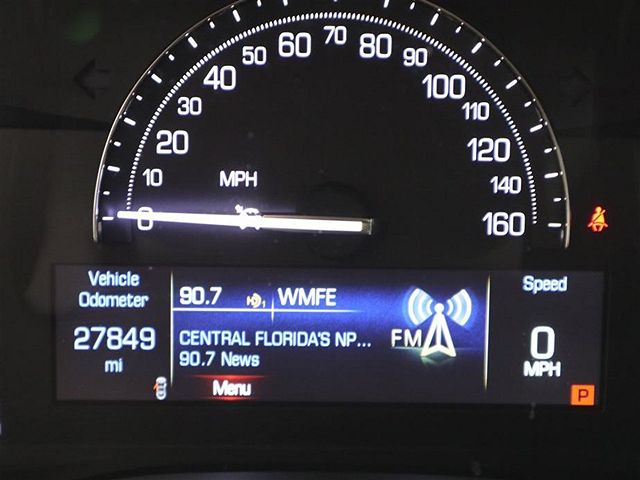 0
10
20
30
40
50
60
70
80
90
100
110
120
140
160
MPH
Vehicle
Odometer
27849
mi
90.7 WMFE
CENTRAL FLORIDA'S NP...
90.7 News
FM
Menu
Speed
0
MPH
P